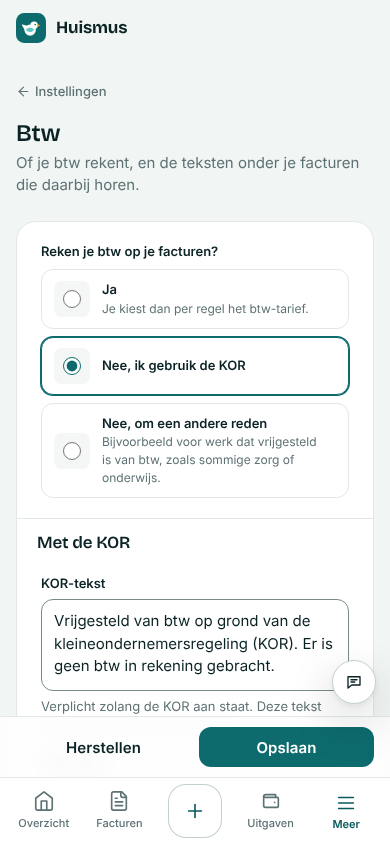 Huismus
Instellingen
Btw
Of je btw rekent, en de teksten onder je facturen
die daarbij horen.
Reken je btw op je facturen?
Ja
Je kiest dan per regel het btw-tarief.
Nee, ik gebruik de KOR
Nee, om een andere reden
Bijvoorbeeld voor werk dat vrijgesteld
is van btw, zoals sommige zorg of
onderwijs.
Met de KOR
KOR-tekst
Vrijgesteld van btw op grond van de
kleineondernemersregeling (KOR). Er is
geen btw in rekening gebracht.
Verplicht zolang de KOR aan staat. Deze tekst
Herstellen
Opslaan
Overzicht
Facturen
Uitgaven
Meer